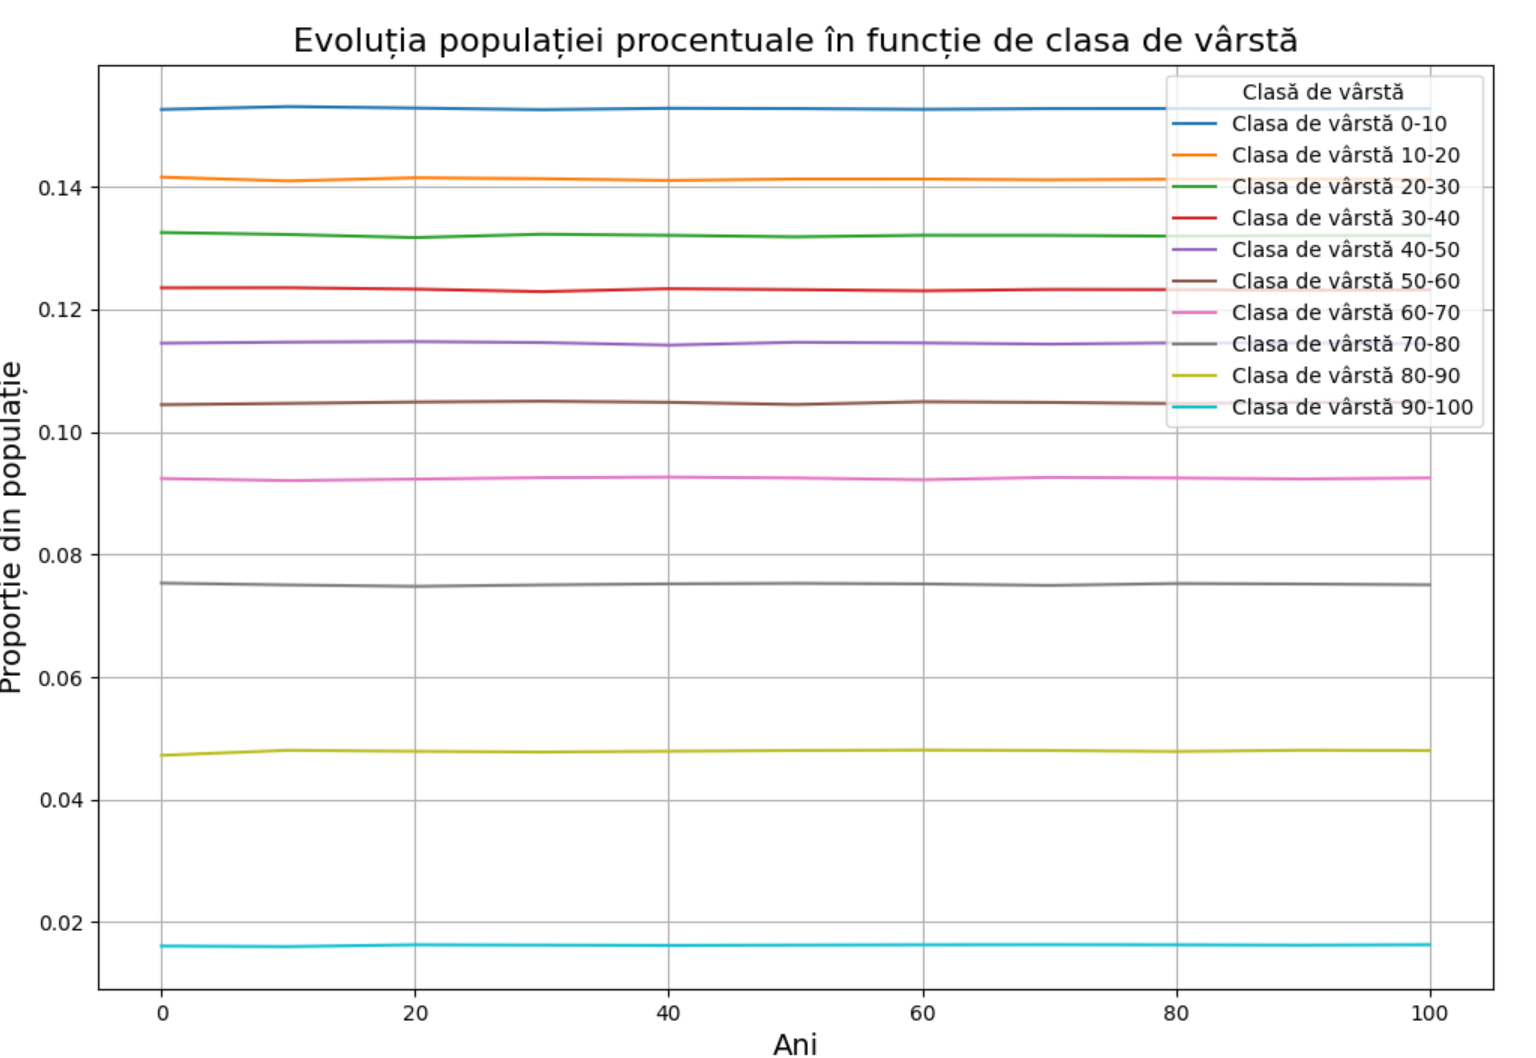 Evoluția populației procentuale în funcție de clasa de vârstă
Clasă de vârstă
Clasa de vârstă 0-10
Clasa de vârstă 10-20
Clasa de vârstă 20-30
Clasa de vârstă 30-40
Clasa de vârstă 40-50
Clasa de vârstă 50-60
Clasa de vârstă 60-70
Clasa de vârstă 70-80
Clasa de vârstă 80-90
Clasa de vârstă 90-100
Proporție din populație
0.14
0.12
0.10
0.08
0.06
0.04
0.02
0 20 40 60 80 100
Ani